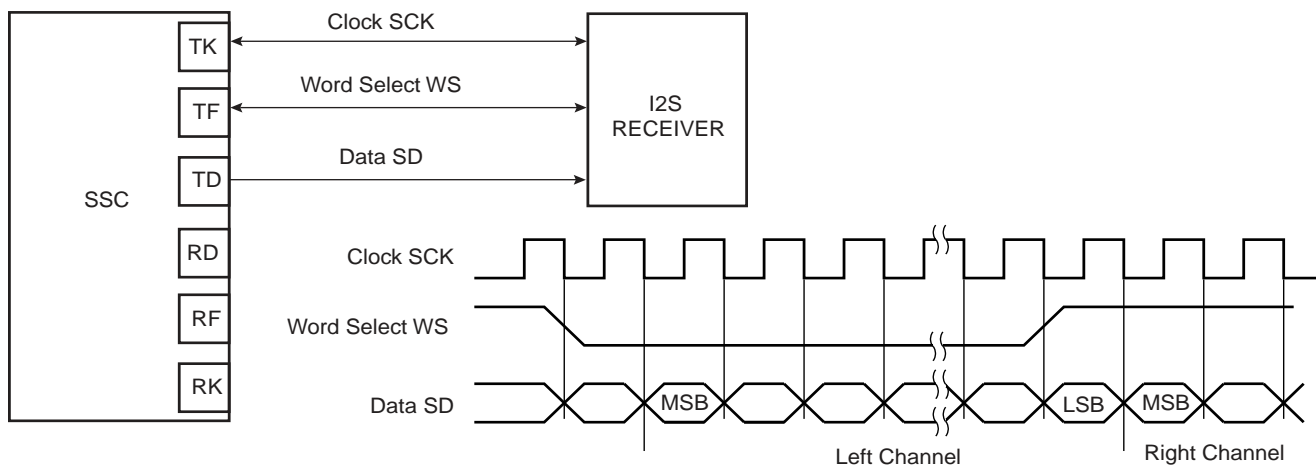 Clock SCK
TK
Word Select WS
TF
I2S
RECEIVER
Data SD
TD
SSC
RD
Clock SCK
RF
Word Select WS
RK
Data SD
MSB
LSB
MSB
Left Channel
Right Channel